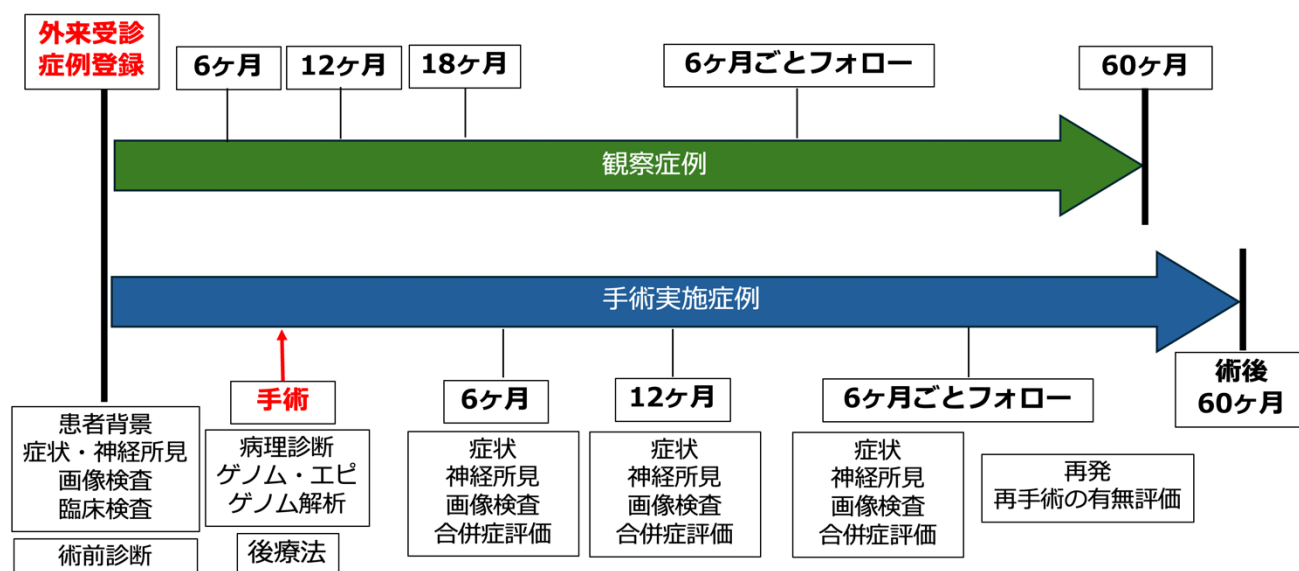 外来受診
症例登録
6ヶ月
12ヶ月
18ヶ月
6ヶ月ごとフォロー
60ヶ月
観察症例
手術実施症例
手術
6ヶ月
12ヶ月
6ヶ月ごとフォロー
術後
60ヶ月
患者背景
症状・神経所見
画像検査
臨床検査
術前診断
病理診断
ゲノム・エピ
ゲノム解析
後療法
症状
神経所見
画像検査
合併症評価
症状
神経所見
画像検査
合併症評価
症状
神経所見
画像検査
合併症評価
再発
再手術の有無評価